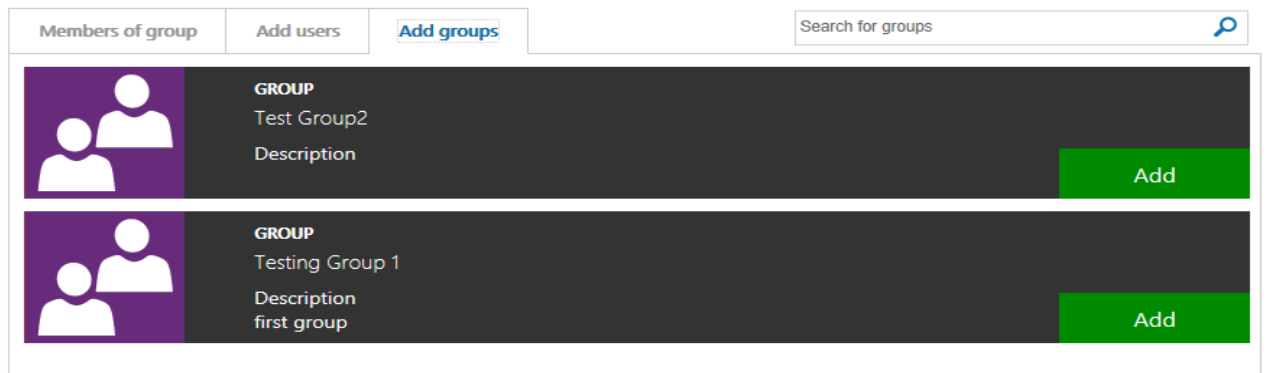 Members of group
Add users
Add groups
Search for groups
GROUP
Test Group2
Description
Add
GROUP
Testing Group 1
Description
first group
Add